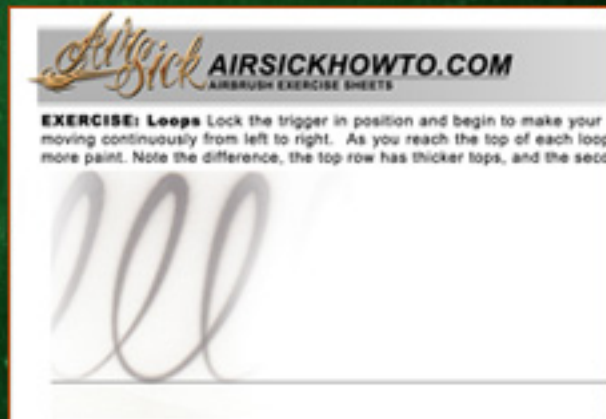 AirSick AIRSICKHOWTO.COM
AIRBRUSH EXERCISE SHEETS
EXERCISE: Loops Lock the trigger in position and begin to make your
moving continuously from left to right. As you reach the top of each loop
more paint. Note the difference, the top row has thicker tops, and the seco